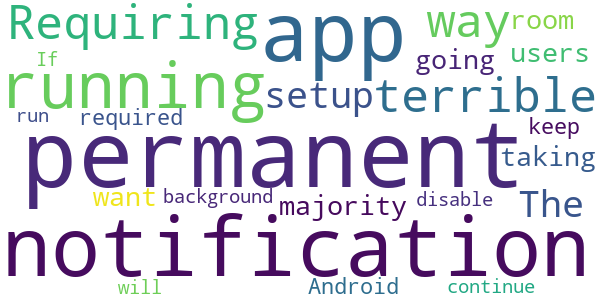 Requiring app way room
If running setup going users
terrible
run required keep
permanent taking
want background majority disable The
notification
will Android continue